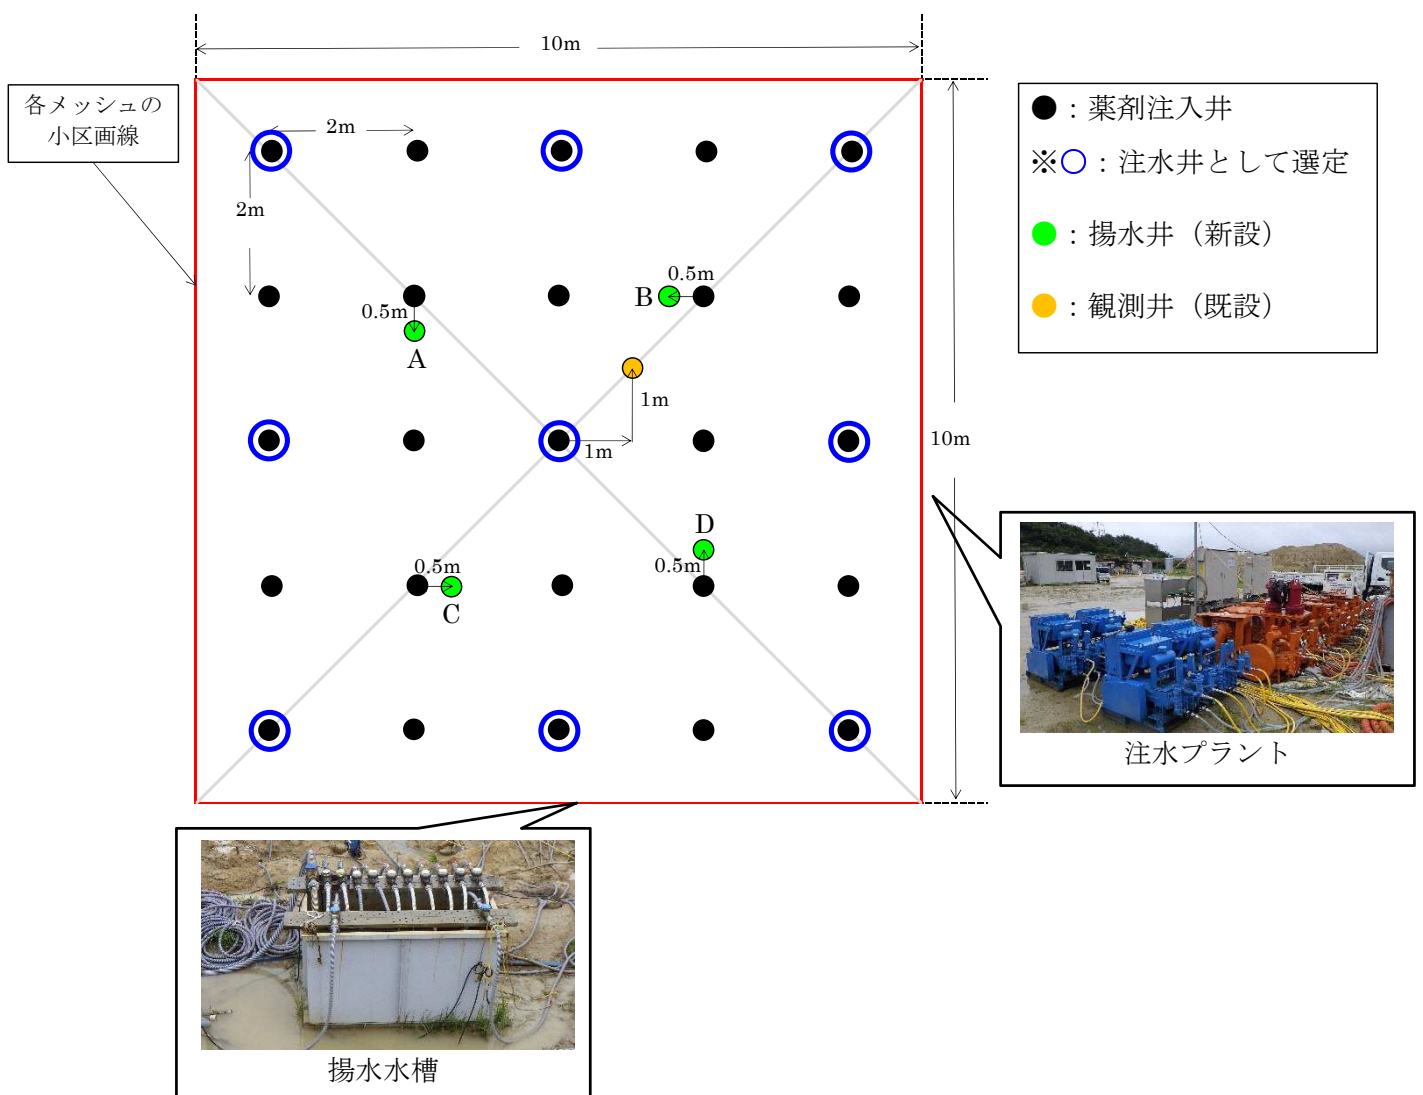 10m
各メッシュの
小区画線
2m
2m
●：薬剤注入井
※○：注水井として選定
●：揚水井（新設）
●：観測井（既設）
0.5m
A
B
0.5m
1m
1m
10m
D
0.5m
0.5m
C
注水プラント
揚水水槽